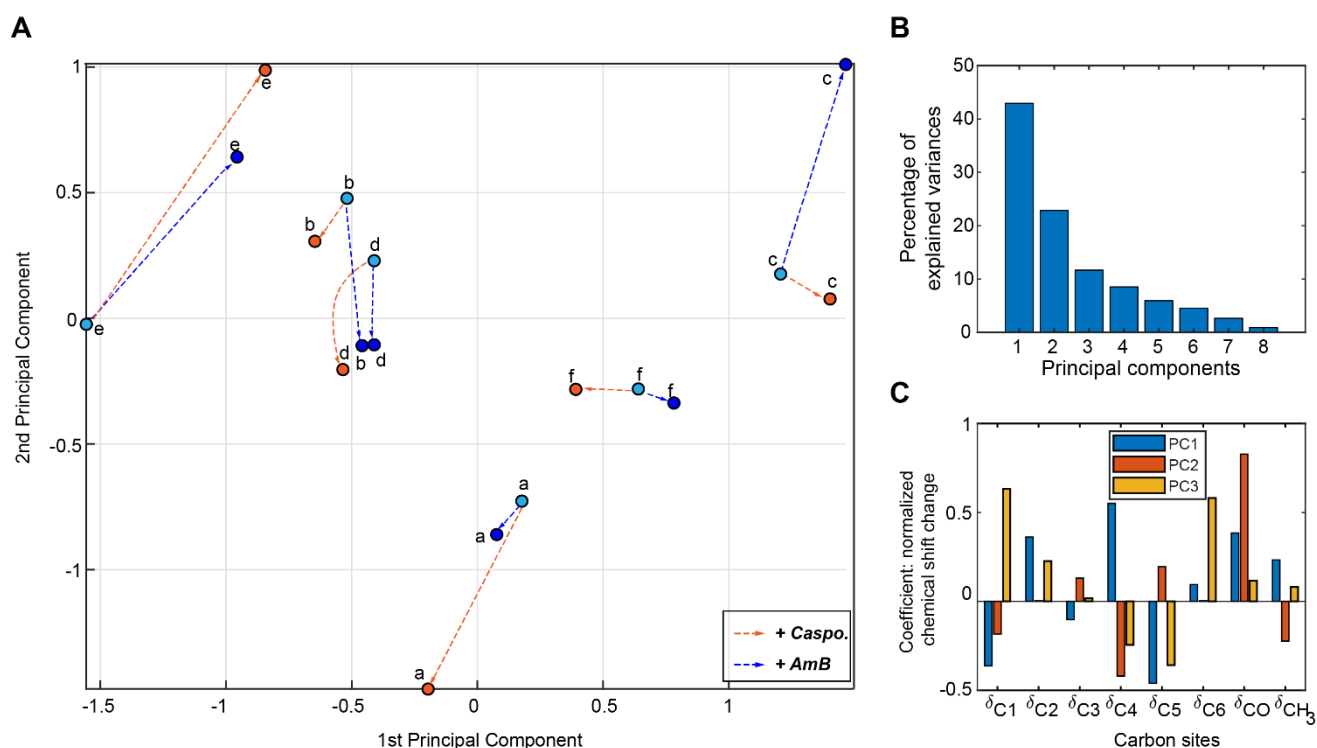 A
1
0.5
0
-0.5
-1
-1.5
-1
-0.5
0
0.5
1
2nd Principal Component
1st Principal Component
e
e
e
b
b
d
d
b
d
c
c
c
f
f
f
a
a
a
+ Caspo.
+ AmB
B
50
40
30
20
10
0
1 2 3 4 5 6 7 8
Percentage of
explained variances
Principal components
C
1
0.5
0
-0.5
Coefficient: normalized
chemical shift change
PC1
PC2
PC3
δC1 δC2 δC3 δC4 δC5 δC6 δCO δCH3
Carbon sites